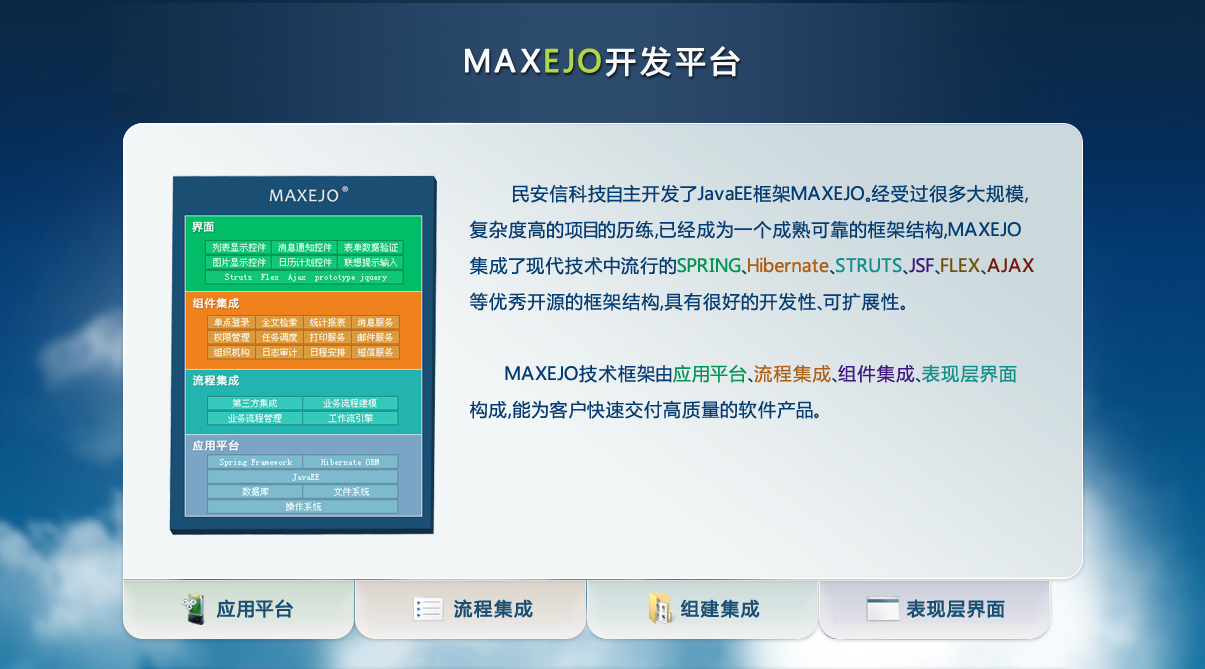 MAXEJO开发平台
MAXEJO®
界面
列表显示控件 消息通知控件 表单数据验证
图片显示控件 日历计划控件 联想提示输入
Struts Flex Ajax prototype jquery
组件集成
单点登录 全文检索 统计报表 消息服务
权限管理 任务调度 打印服务 邮件服务
组织机构 日志审计 日程安排 短信服务
流程集成
第三方集成 业务流程建模
业务流程管理 工作流引擎
应用平台
Spring Framework Hibernate ORM
JavaEE
数据库 文件系统
操作系统
民安信科技自主开发了JavaEE框架MAXEJO。经受过很多大规模,
复杂度高的项目的历练,已经成为一个成熟可靠的框架结构,MAXEJO
集成了现代技术中流行的SPRING、Hibernate、STRUTS、JSF、FLEX、AJAX
等优秀开源的框架结构,具有很好的开发性、可扩展性。
MAXEJO技术框架由应用平台、流程集成、组件集成、表现层界面
构成,能为客户快速交付高质量的软件产品。
应用平台
流程集成
组建集成
表现层界面